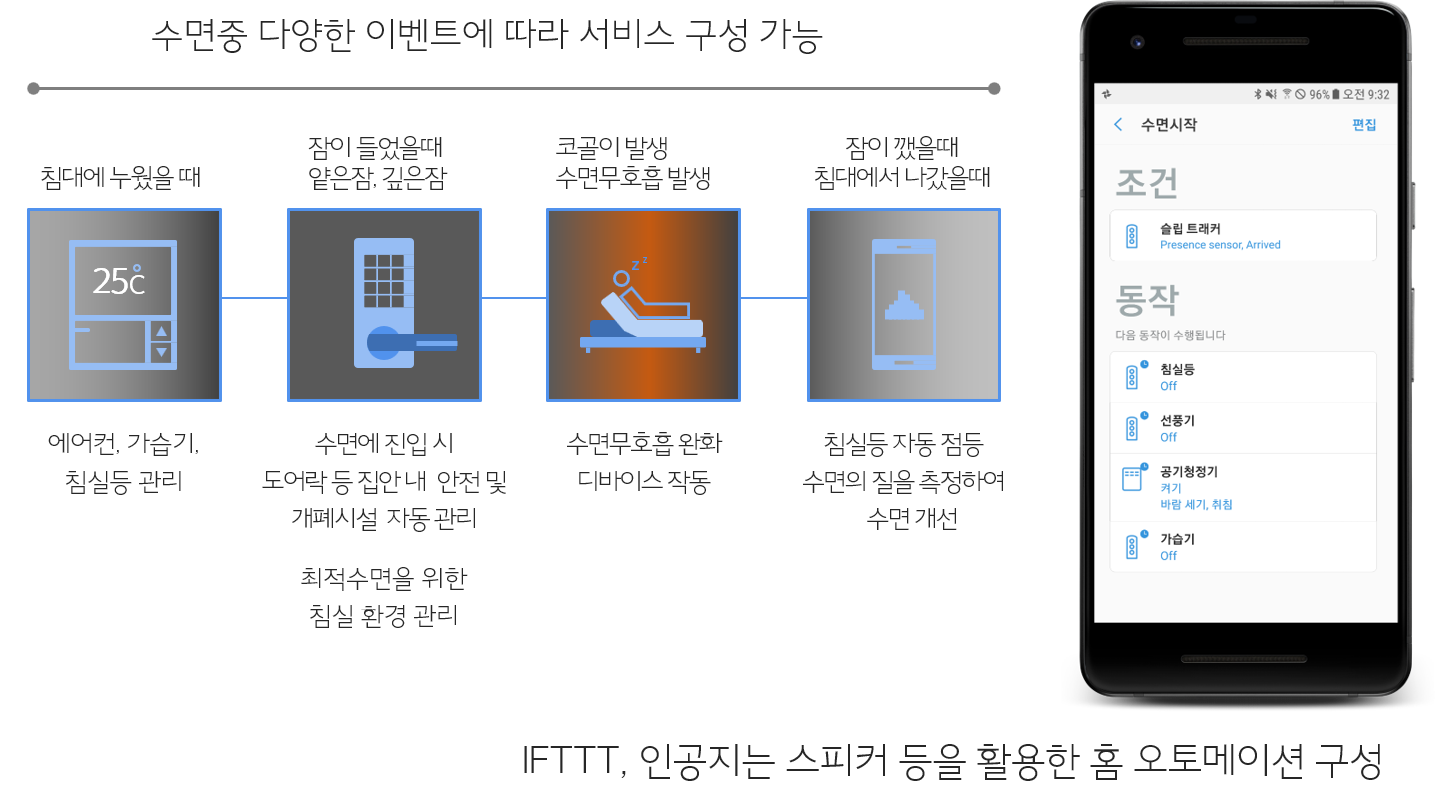 수면중 다양한 이벤트에 따라 서비스 구성 가능
침대에 누웠을 때
잠이 들었을때
얕은잠, 깊은잠
코골이 발생
수면무호흡 발생
잠이 깼을때
침대에서 나갔을때
25℃
z z
에어컨, 가습기,
침실등 관리
수면에 진입 시
도어락 등 집안 내 안전 및
개폐시설 자동 관리
최적수면을 위한
침실 환경 관리
수면무호흡 완화
디바이스 작동
침실등 자동 점등
수면의 질을 측정하여
수면 개선
96% 오전 9:32
수면시작 편집
조건
슬립 트래커
Presence sensor, Arrived
동작
다음 동작이 수행됩니다
침실등
Off
선풍기
Off
공기청정기
켜기
바람 세기, 취침
가습기
Off
IFTTT, 인공지는 스피커 등을 활용한 홈 오토메이션 구성